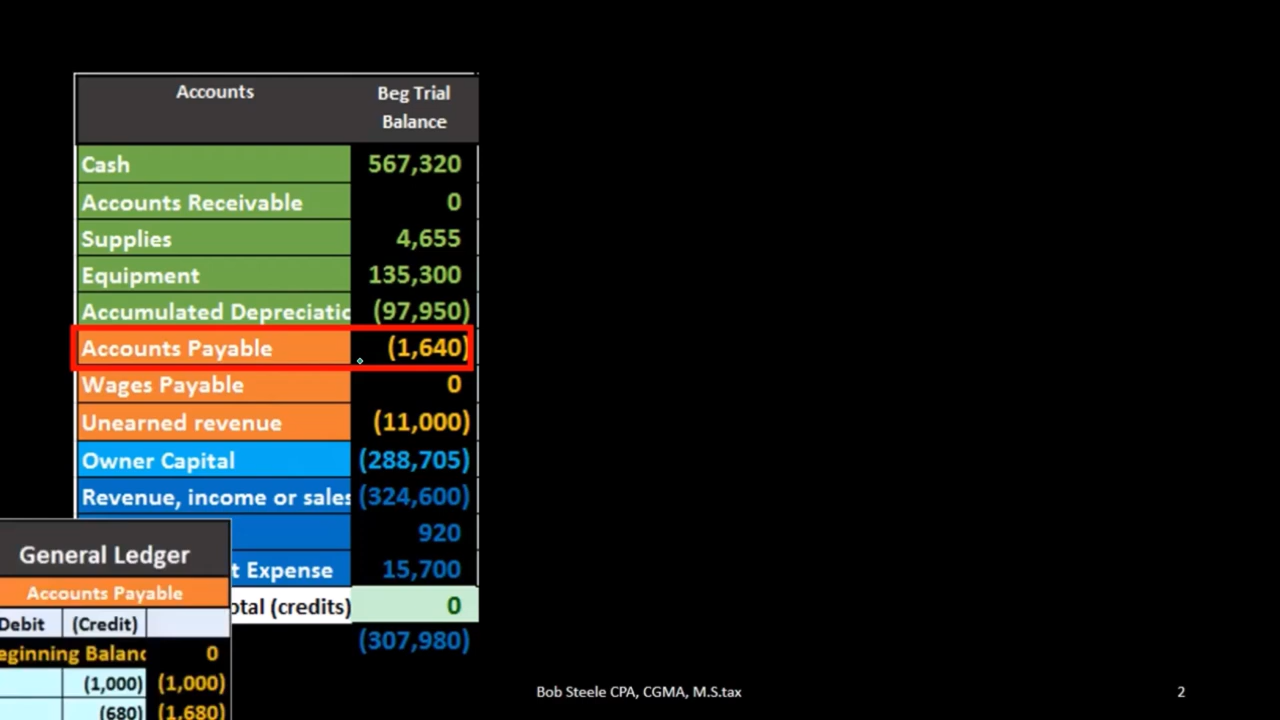 Accounts Beg Trial Balance
Cash 567,320
Accounts Receivable 0
Supplies 4,655
Equipment 135,300
Accumulated Depreciatio (97,950)
Accounts Payable (1,640)
Wages Payable 0
Unearned revenue (11,000)
Owner Capital (288,705)
Revenue, income or sales (324,600)
920
t Expense 15,700
otal (credits) 0
(307,980)
General Ledger
Accounts Payable
Debit (Credit)
eginning Balanc 0
(1,000) (1,000)
(680) (1,680)
Bob Steele CPA, CGMA, M.S.tax 2